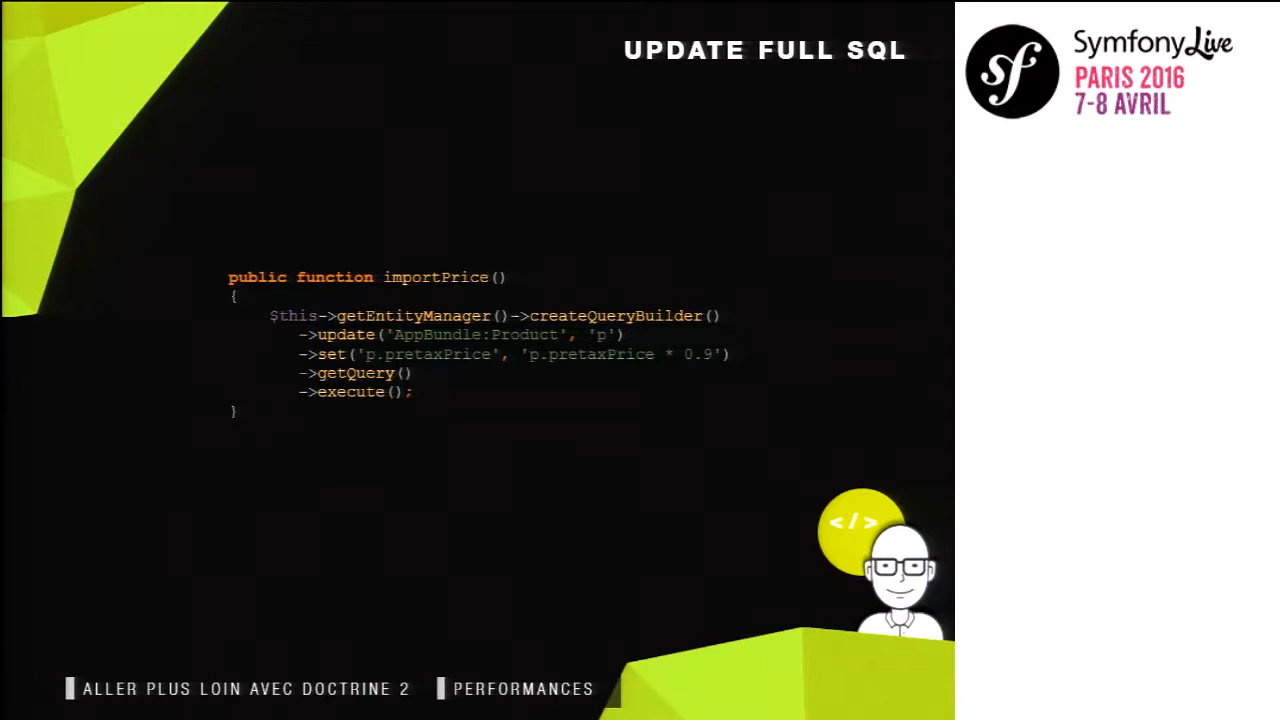 UPDATE FULL SQL
public function importPrice()
{
$this->getEntityManager()->createQueryBuilder()
->update('AppBundle:Product', 'p')
->set('p.pretaxPrice', 'p.pretaxPrice * 0.9')
->getQuery()
->execute();
}
</>
ALLER PLUS LOIN AVEC DOCTRINE 2
PERFORMANCES
sf
SymfonyLive
PARIS 2016
7-8 AVRIL